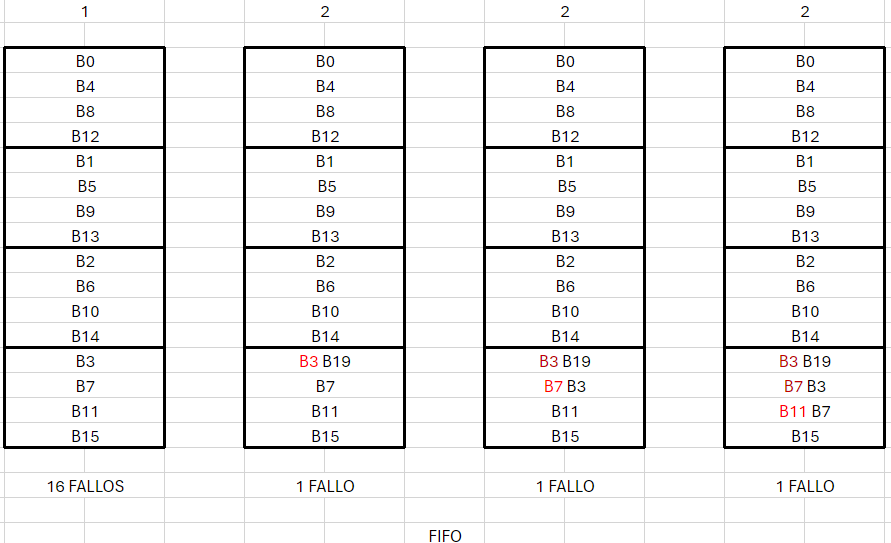 1 2 2 2
B0 B0 B0 B0
B4 B4 B4 B4
B8 B8 B8 B8
B12 B12 B12 B12
B1 B1 B1 B1
B5 B5 B5 B5
B9 B9 B9 B9
B13 B13 B13 B13
B2 B2 B2 B2
B6 B6 B6 B6
B10 B10 B10 B10
B14 B14 B14 B14
B3 B3 B19 B3 B19 B3 B19
B7 B7 B7 B3 B7 B3
B11 B11 B11 B11 B7
B15 B15 B15 B15
16 FALLOS 1 FALLO 1 FALLO 1 FALLO
FIFO